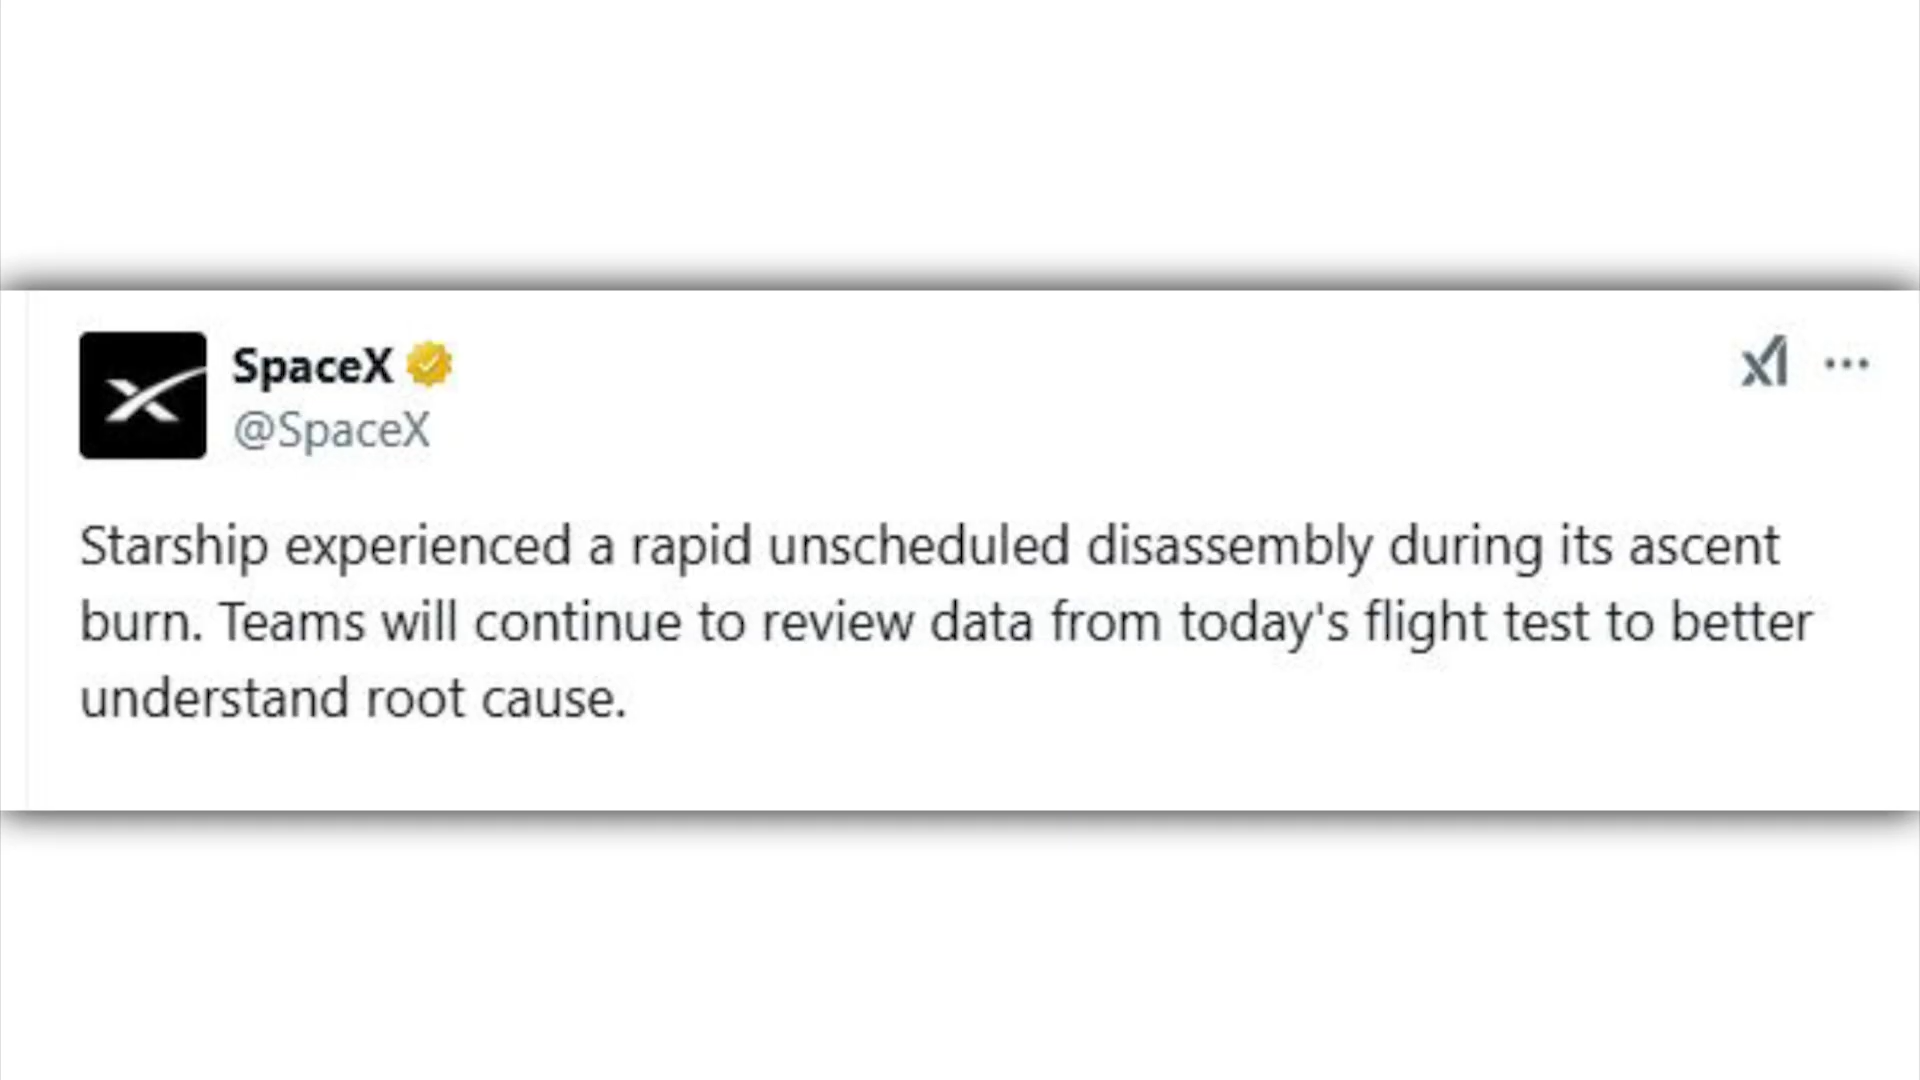 SpaceX
@SpaceX
Starship experienced a rapid unscheduled disassembly during its ascent
burn. Teams will continue to review data from today's flight test to better
understand root cause.